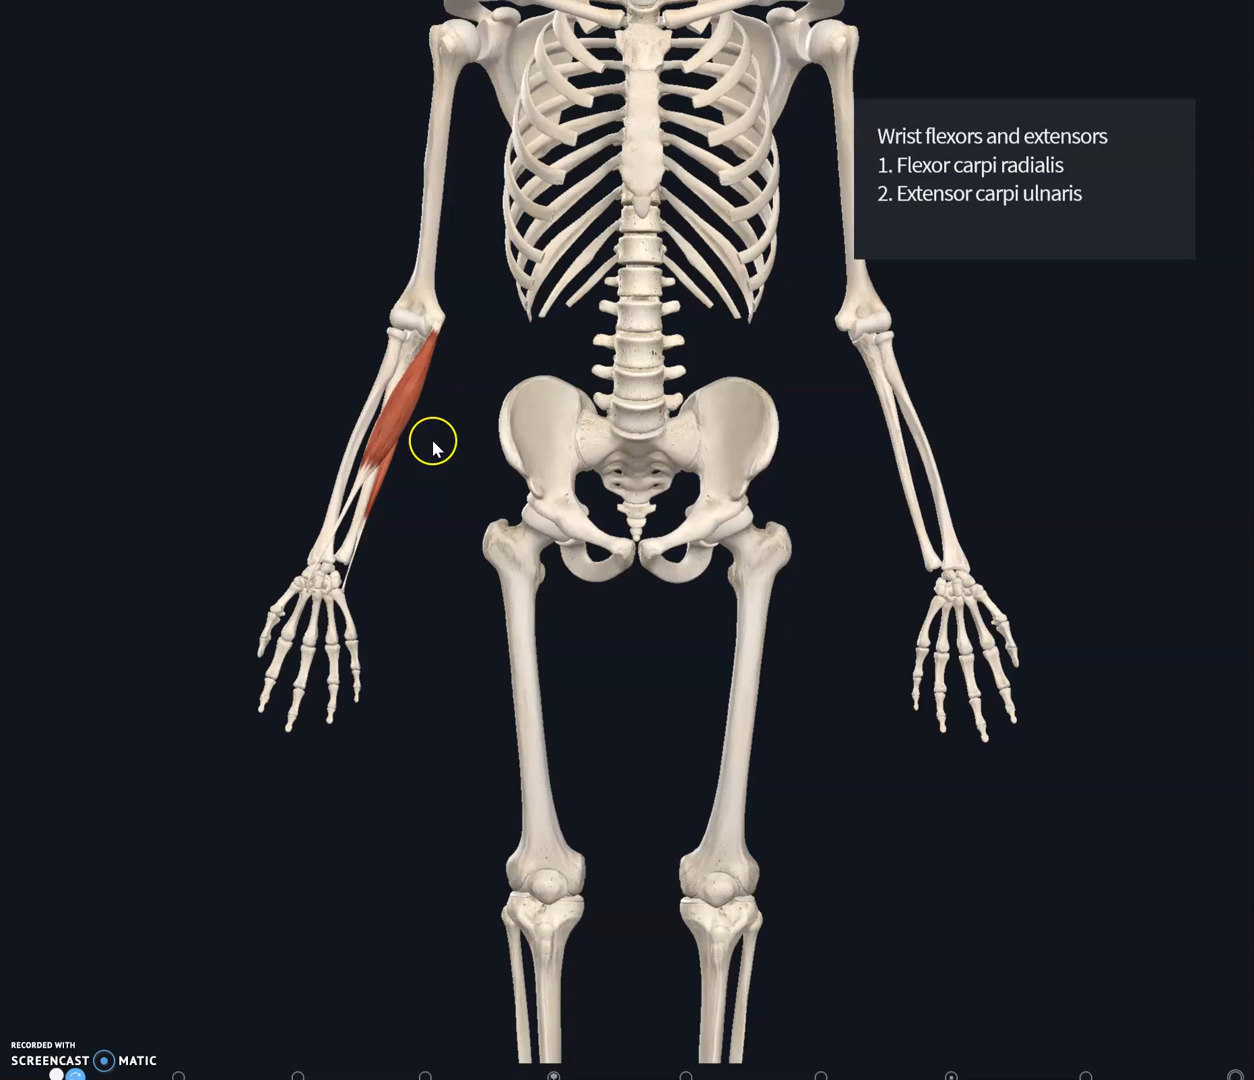 Wrist flexors and extensors
1. Flexor carpi radialis
2. Extensor carpi ulnaris
RECORDED WITH
SCREENCAST MATIC